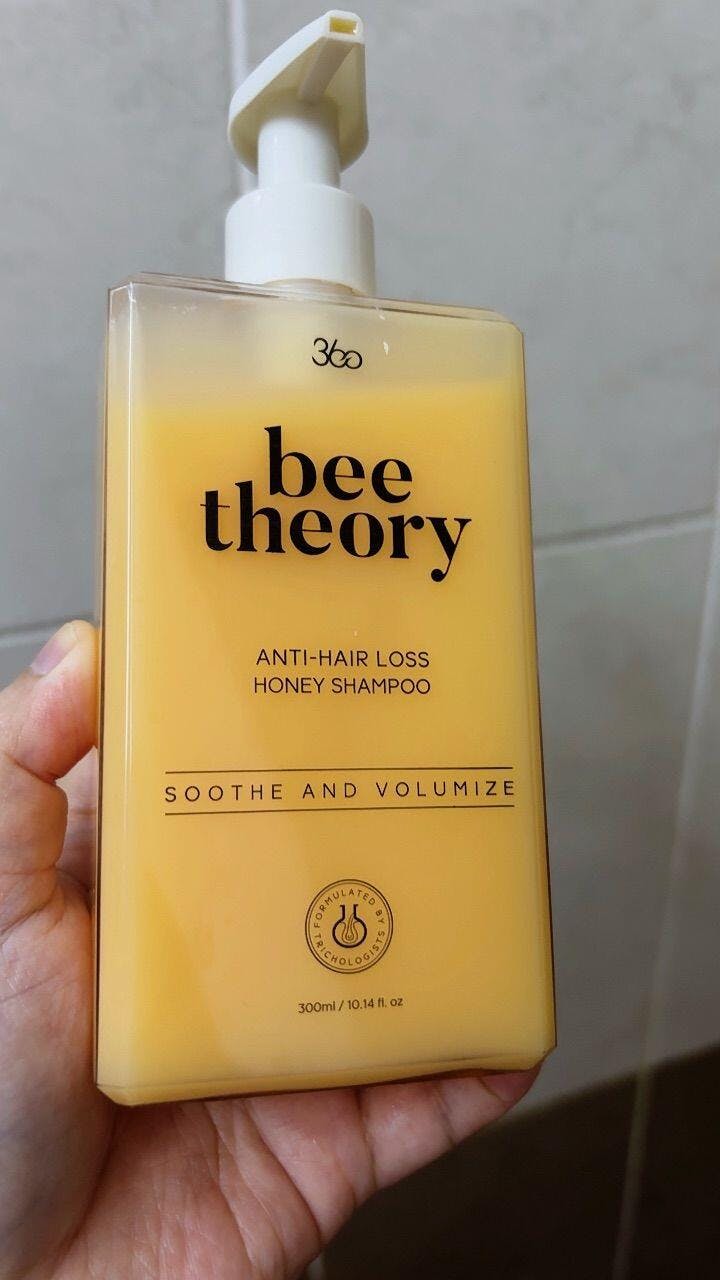 360
bee
theory
ANTI-HAIR LOSS
HONEY SHAMPOO
SOOTHE AND VOLUMIZE
FORMULATED BY
TRICHOLOGISTS
300ml / 10.14 fl. oz